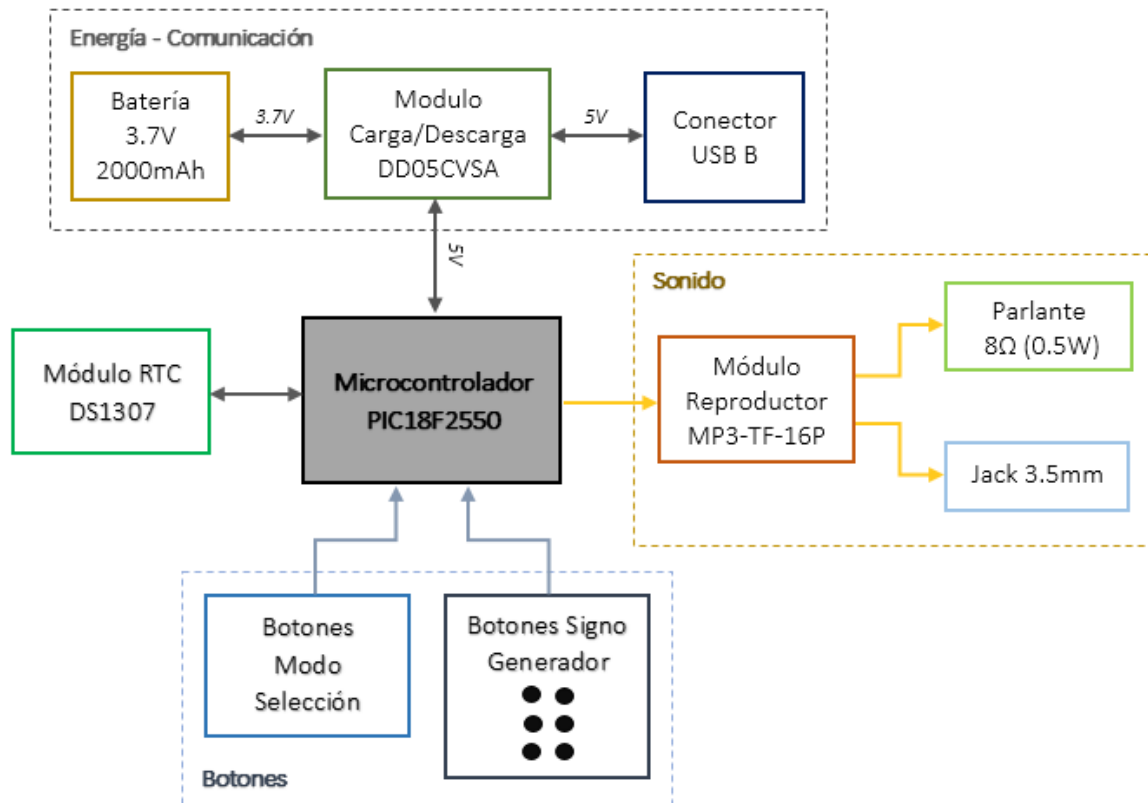 Energía - Comunicación
Batería
3.7V
2000mAh
3.7V
Modulo
Carga/Descarga
DD05CVSA
5V
Conector
USB B
5V
Sonido
Módulo RTC
DS1307
Microcontrolador
PIC18F2550
Módulo
Reproductor
MP3-TF-16P
Parlante
8Ω (0.5W)
Jack 3.5mm
Botones
Modo
Selección
Botones Signo
Generador
Botones